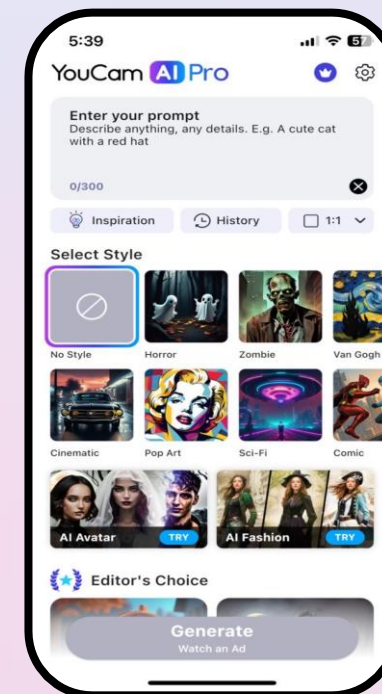 5:39
57
YouCam AI Pro
Enter your prompt
Describe anything, any details. E.g. A cute cat
with a red hat
0/300
Inspiration
History
1:1
Select Style
No Style
Horror
Zombie
Van Gogh
Cinematic
Pop Art
Sci-Fi
Comic
AI Avatar
TRY
AI Fashion
TRY
Editor's Choice
Generate
Watch an Ad